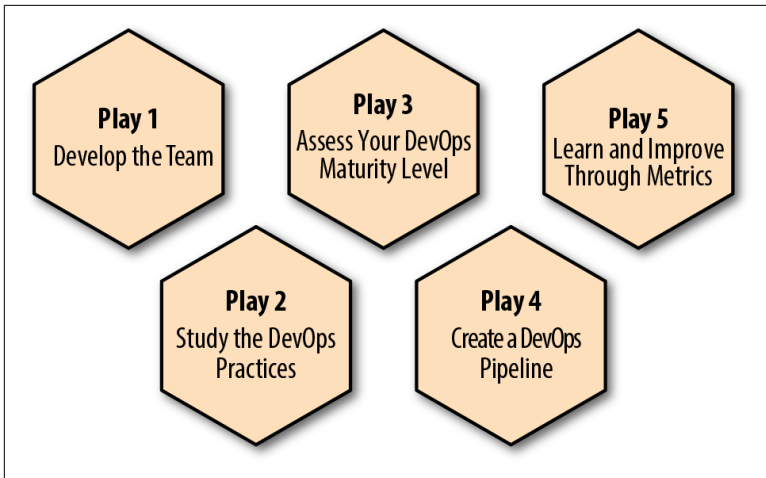 Play 1
Develop the Team
Play 2
Study the DevOps
Practices
Play 3
Assess Your DevOps
Maturity Level
Play 4
Create a DevOps
Pipeline
Play 5
Learn and Improve
Through Metrics